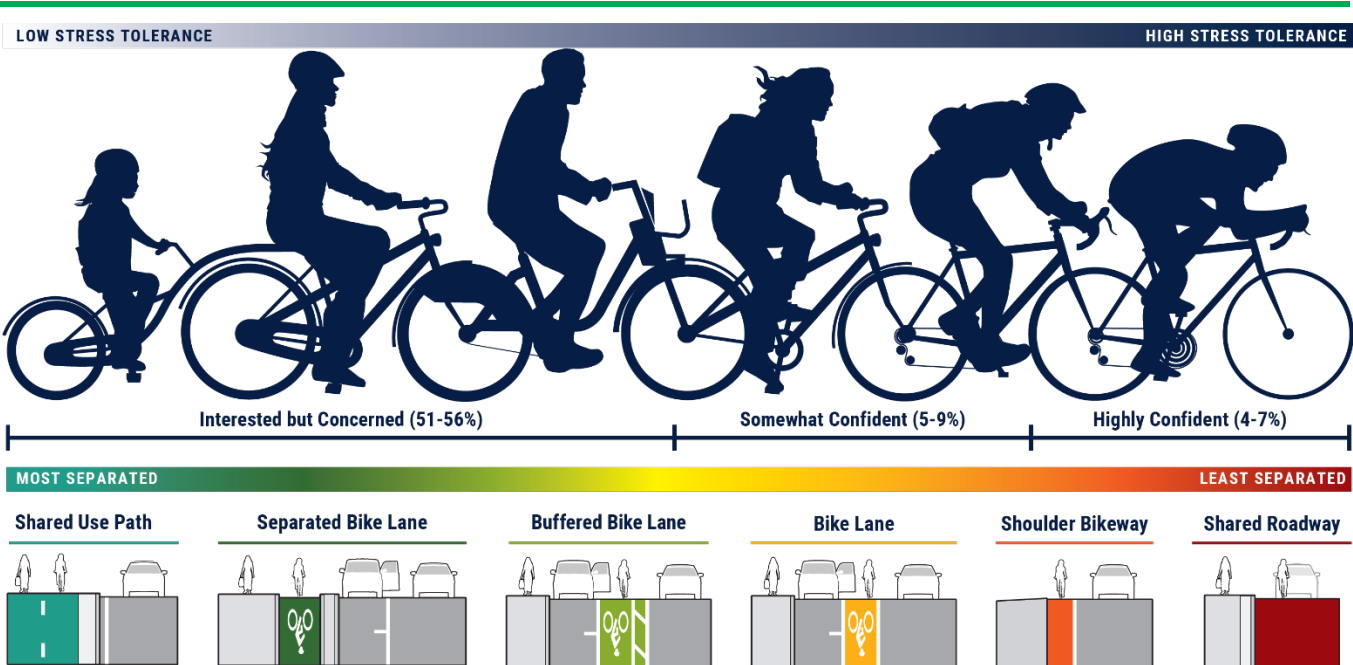 LOW STRESS TOLERANCE
HIGH STRESS TOLERANCE
Interested but Concerned (51-56%)
Somewhat Confident (5-9%)
Highly Confident (4-7%)
MOST SEPARATED
LEAST SEPARATED
Shared Use Path
Separated Bike Lane
Buffered Bike Lane
Bike Lane
Shoulder Bikeway
Shared Roadway